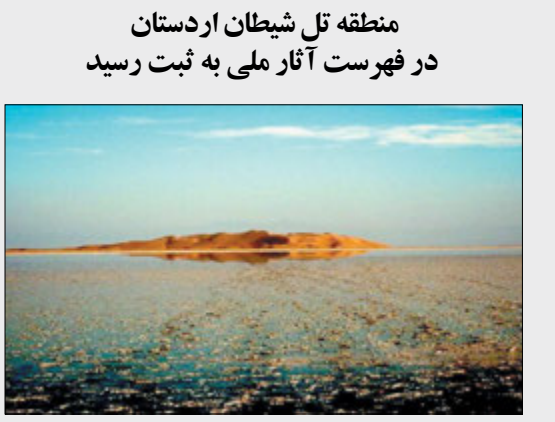 منطقه تل شیطان اردستان
در فهرست آثار ملی به ثبت رسید